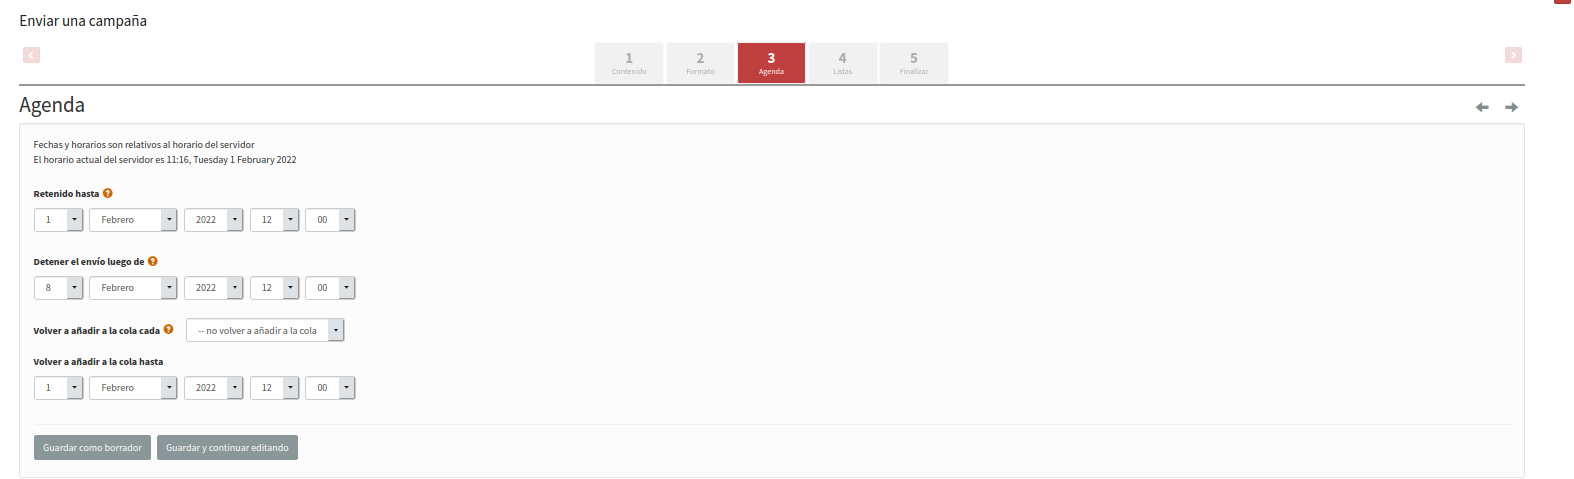 Enviar una campaña
1 2 3 4 5
Contenido Formato Agenda Listas Finalizar
Agenda
Fechas y horarios son relativos al horario del servidor
El horario actual del servidor es 11:16, Tuesday 1 February 2022
Retenido hasta ?
1 Febrero 2022 12 00
Detener el envío luego de ?
8 Febrero 2022 12 00
Volver a añadir a la cola cada ? -- no volver a añadir a la cola
Volver a añadir a la cola hasta
1 Febrero 2022 12 00
Guardar como borrador Guardar y continuar editando